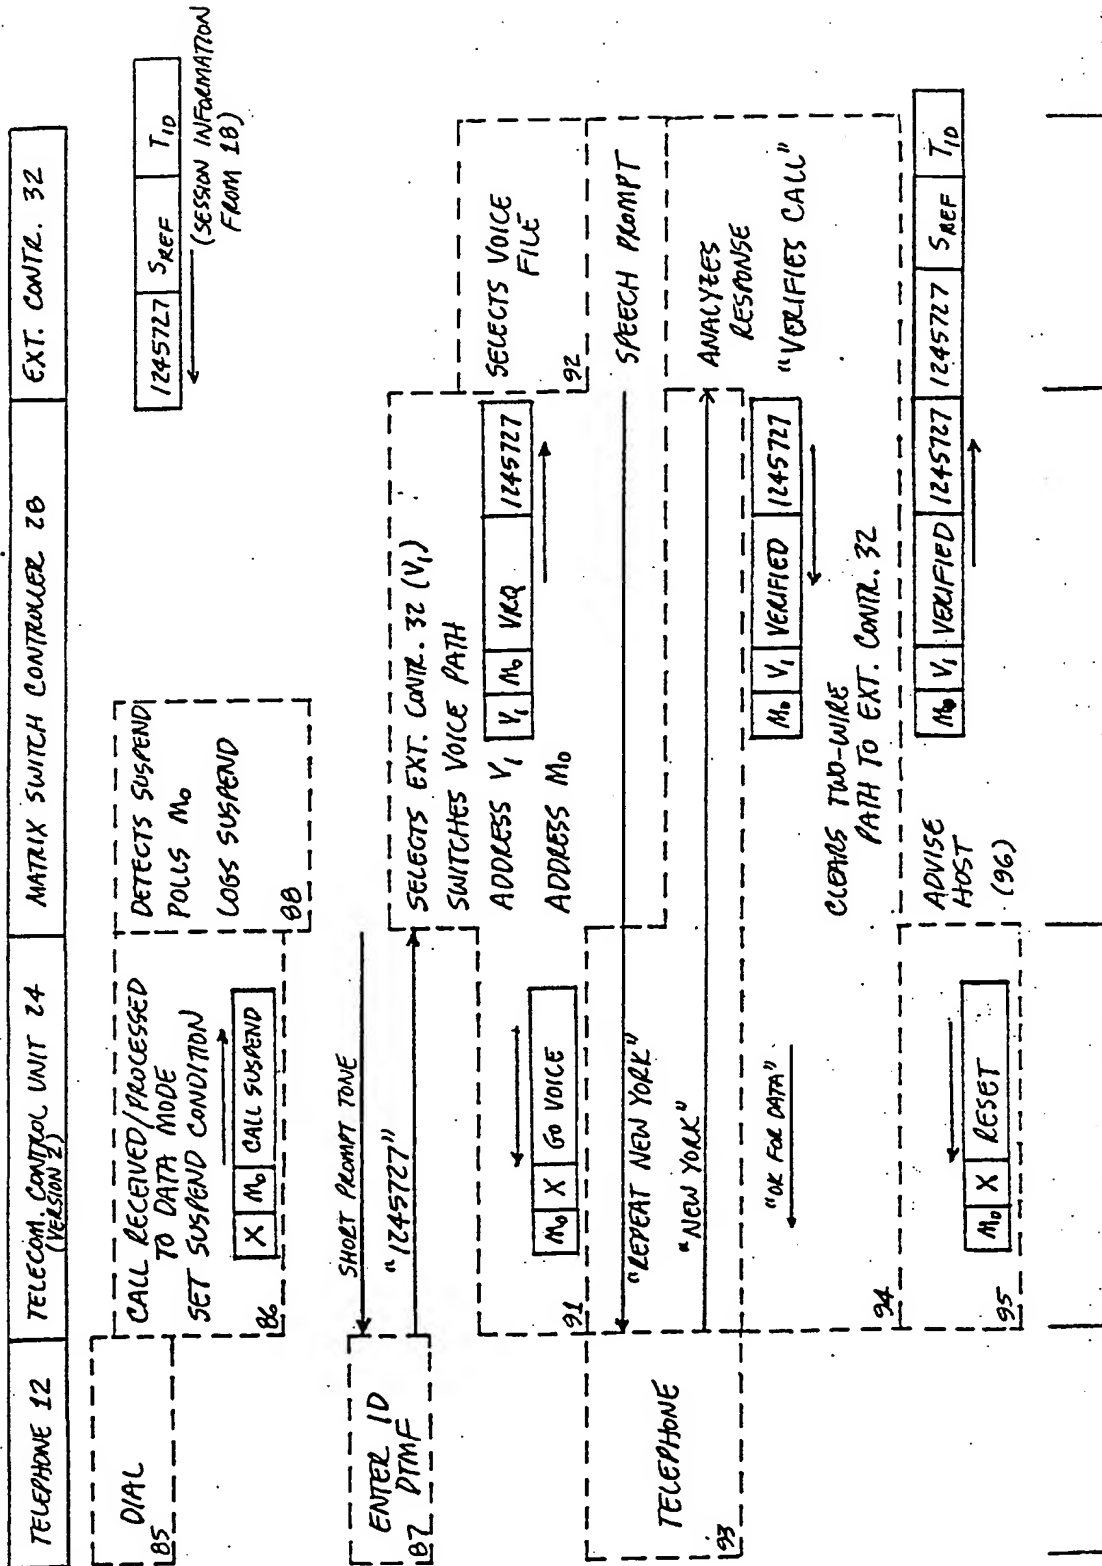 TELEPHONE 12
TELECOM. CONTROL UNIT 24
(VERSION 2)
MATRIX SWITCH CONTROLLER 28
EXT. CONTR. 32
DIAL
85
CALL RECEIVED/PROCESSED
TO DATA MODE
SET SUSPEND CONDITION
X M0 CALL SUSPEND
86
DETECTS SUSPEND
POLLS M0
LOGS SUSPEND
88
1245727 SREF TID
(SESSION INFORMATION
FROM 18)
SHORT PROMPT TONE
ENTER ID
DTMF
87
"1245727"
SELECTS EXT. CONTR. 32 (V1)
SWITCHES VOICE PATH
ADDRESS V1
V1 M0 VRQ 1245727
ADDRESS M0
SELECTS VOICE
FILE
92
M0 X GO VOICE
91
SPEECH PROMPT
"REPEAT NEW YORK"
TELEPHONE
93
"NEW YORK"
ANALYZES
RESPONSE
"VERIFIES CALL"
M0 V1 VERIFIED 1245727
"OK FOR DATA"
CLEARS TWO-WIRE
PATH TO EXT. CONTR. 32
94
ADVISE
HOST
(96)
M0 V1 VERIFIED 1245727 1245727 SREF TID
M0 X RESET
95